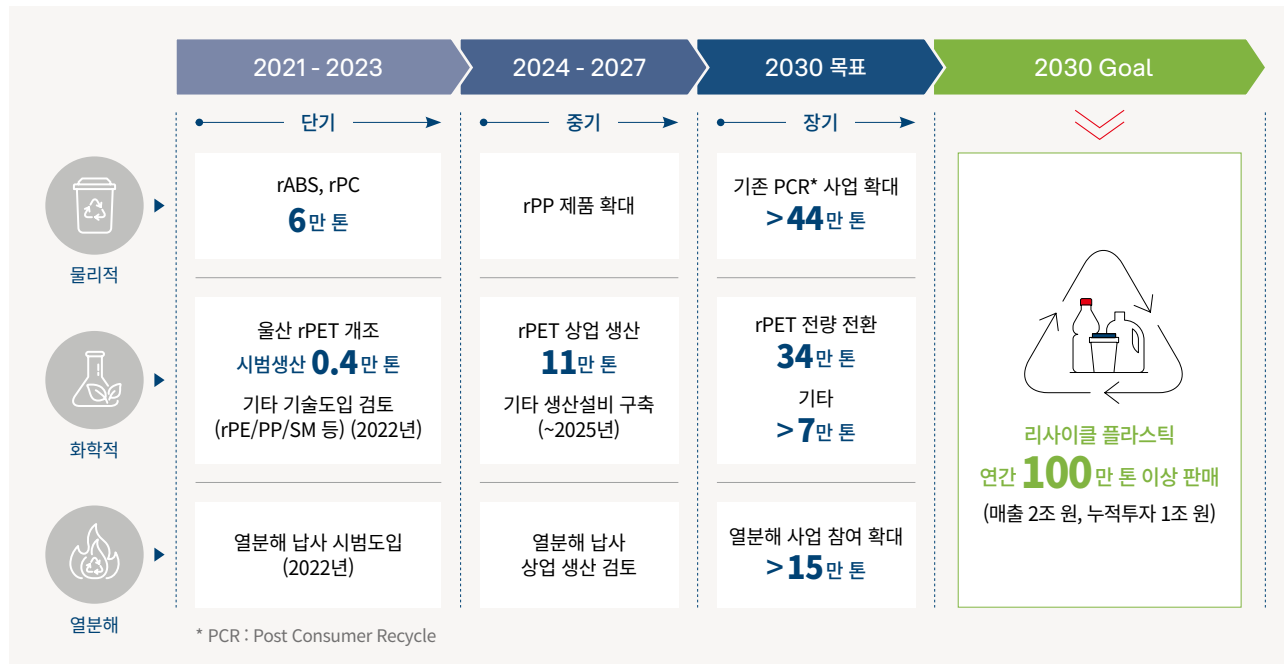 2021 - 2023
2024 - 2027
2030 목표
2030 Goal
단기
중기
장기
물리적
rABS, rPC
6만 톤
rPP 제품 확대
기존 PCR* 사업 확대
>44만 톤
화학적
울산 rPET 개조
시범생산 0.4만 톤
기타 기술도입 검토
(rPE/PP/SM 등) (2022년)
rPET 상업 생산
11만 톤
기타 생산설비 구축
(~2025년)
rPET 전량 전환
34만 톤
기타
>7만 톤
열분해
열분해 납사 시범도입
(2022년)
열분해 납사
상업 생산 검토
열분해 사업 참여 확대
>15만 톤
리사이클 플라스틱
연간 100만 톤 이상 판매
(매출 2조 원, 누적투자 1조 원)
* PCR : Post Consumer Recycle